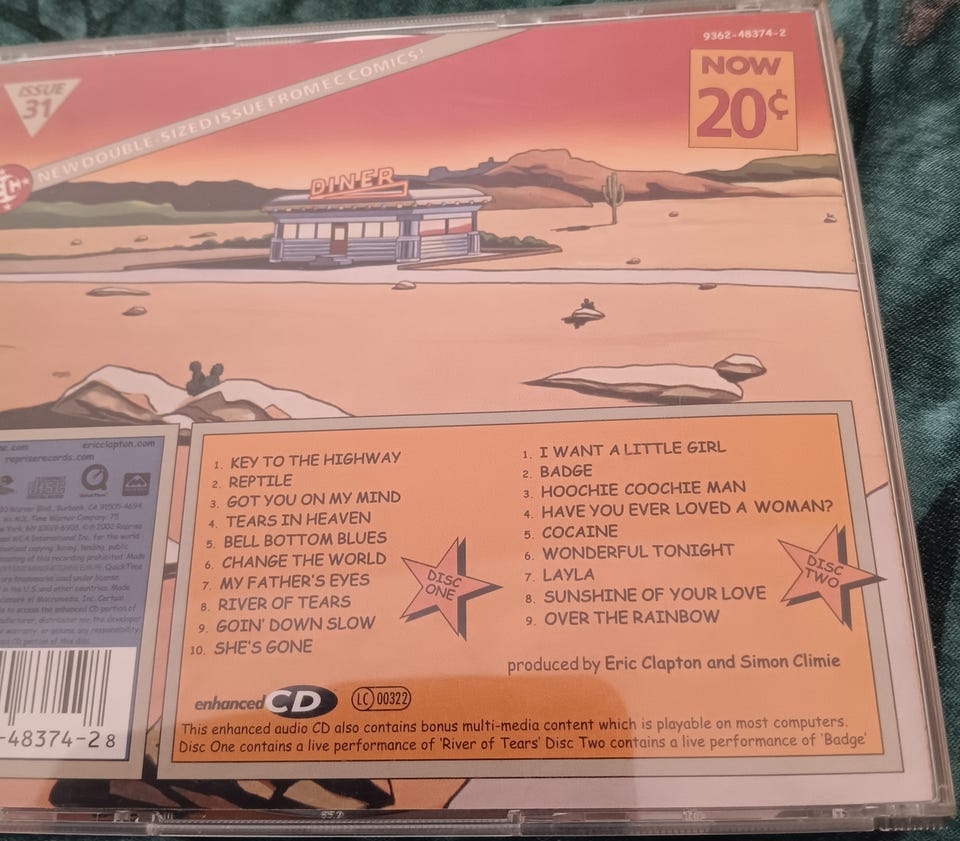 9362-48374-2
NOW
20¢
ISSUE
31
NEW DOUBLE-SIZED ISSUE FROM EC COMICS!
DINER
ericclapton.com
repriserecords.com
QuickTime
1. KEY TO THE HIGHWAY
2. REPTILE
3. GOT YOU ON MY MIND
4. TEARS IN HEAVEN
5. BELL BOTTOM BLUES
6. CHANGE THE WORLD
7. MY FATHER'S EYES
8. RIVER OF TEARS
9. GOIN' DOWN SLOW
10. SHE'S GONE
DISC
ONE
1. I WANT A LITTLE GIRL
2. BADGE
3. HOOCHIE COOCHIE MAN
4. HAVE YOU EVER LOVED A WOMAN?
5. COCAINE
6. WONDERFUL TONIGHT
7. LAYLA
8. SUNSHINE OF YOUR LOVE
9. OVER THE RAINBOW
DISC
TWO
produced by Eric Clapton and Simon Climie
enhanced CD LC 00322
This enhanced audio CD also contains bonus multi-media content which is playable on most computers.
Disc One contains a live performance of 'River of Tears' Disc Two contains a live performance of 'Badge'
-48374-2 8